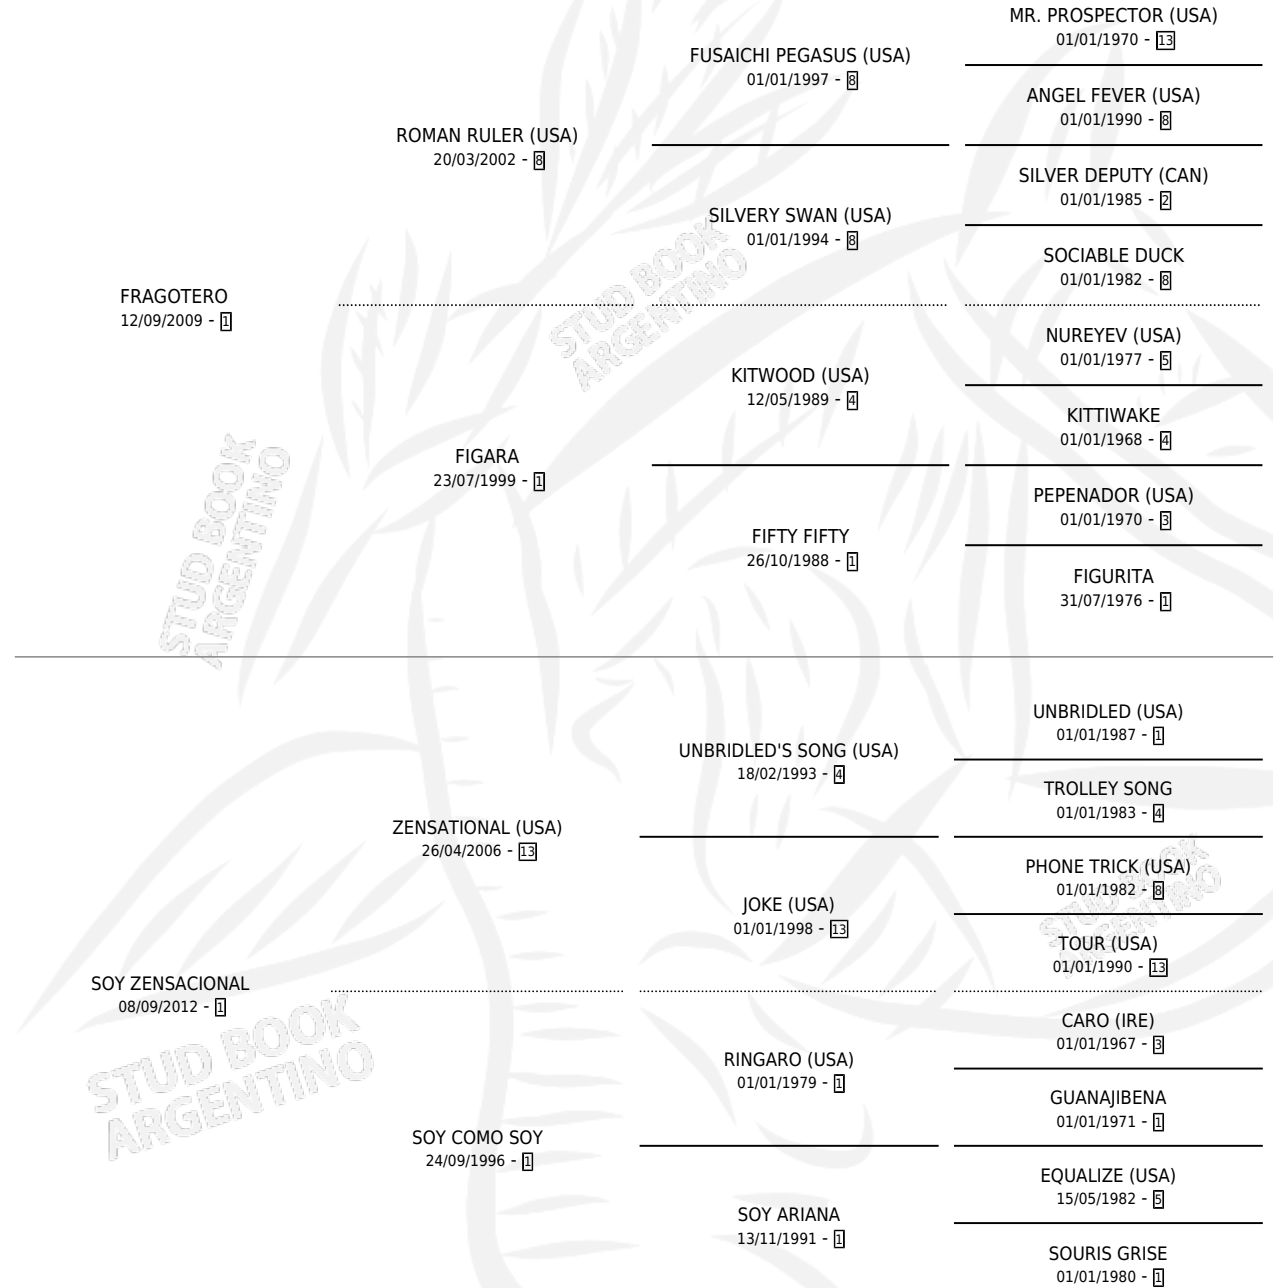 MR. PROSPECTOR (USA)
01/01/1970 - 13
FUSAICHI PEGASUS (USA)
01/01/1997 - 8
ANGEL FEVER (USA)
01/01/1990 - 8
ROMAN RULER (USA)
20/03/2002 - 8
SILVER DEPUTY (CAN)
01/01/1985 - 2
SILVERY SWAN (USA)
01/01/1994 - 8
SOCIABLE DUCK
01/01/1982 - 8
FRAGOTERO
12/09/2009 - 1
STUD BOOK
ARGENTINO
NUREYEV (USA)
01/01/1977 - 5
KITWOOD (USA)
12/05/1989 - 4
KITTIWAKE
01/01/1968 - 4
FIGARA
23/07/1999 - 1
PEPENADOR (USA)
01/01/1970 - 3
FIFTY FIFTY
26/10/1988 - 1
FIGURITA
31/07/1976 - 1
STUD BOOK
ARGENTINO
UNBRIDLED (USA)
01/01/1987 - 1
UNBRIDLED'S SONG (USA)
18/02/1993 - 4
TROLLEY SONG
01/01/1983 - 4
ZENSATIONAL (USA)
26/04/2006 - 13
PHONE TRICK (USA)
01/01/1982 - 8
JOKE (USA)
01/01/1998 - 13
TOUR (USA)
01/01/1990 - 13
STUD BOOK
ARGENTINO
SOY ZENSACIONAL
08/09/2012 - 1
CARO (IRE)
01/01/1967 - 3
RINGARO (USA)
01/01/1979 - 1
GUANAJIBENA
01/01/1971 - 1
STUD BOOK
ARGENTINO
SOY COMO SOY
24/09/1996 - 1
EQUALIZE (USA)
15/05/1982 - 5
SOY ARIANA
13/11/1991 - 1
SOURIS GRISE
01/01/1980 - 1